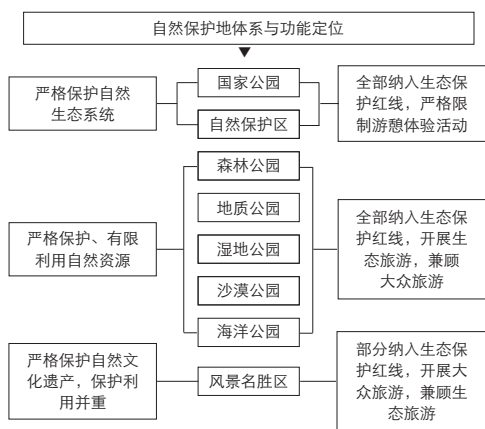 自然保护地体系与功能定位
严格保护自然
生态系统
国家公园
自然保护区
全部纳入生态保
护红线，严格限
制游憩体验活动
严格保护、有限
利用自然资源
森林公园
地质公园
湿地公园
沙漠公园
海洋公园
全部纳入生态保
护红线，开展生
态旅游，兼顾
大众旅游
严格保护自然文
化遗产，保护利
用并重
风景名胜区
部分纳入生态保
护红线，开展大
众旅游，兼顾生
态旅游